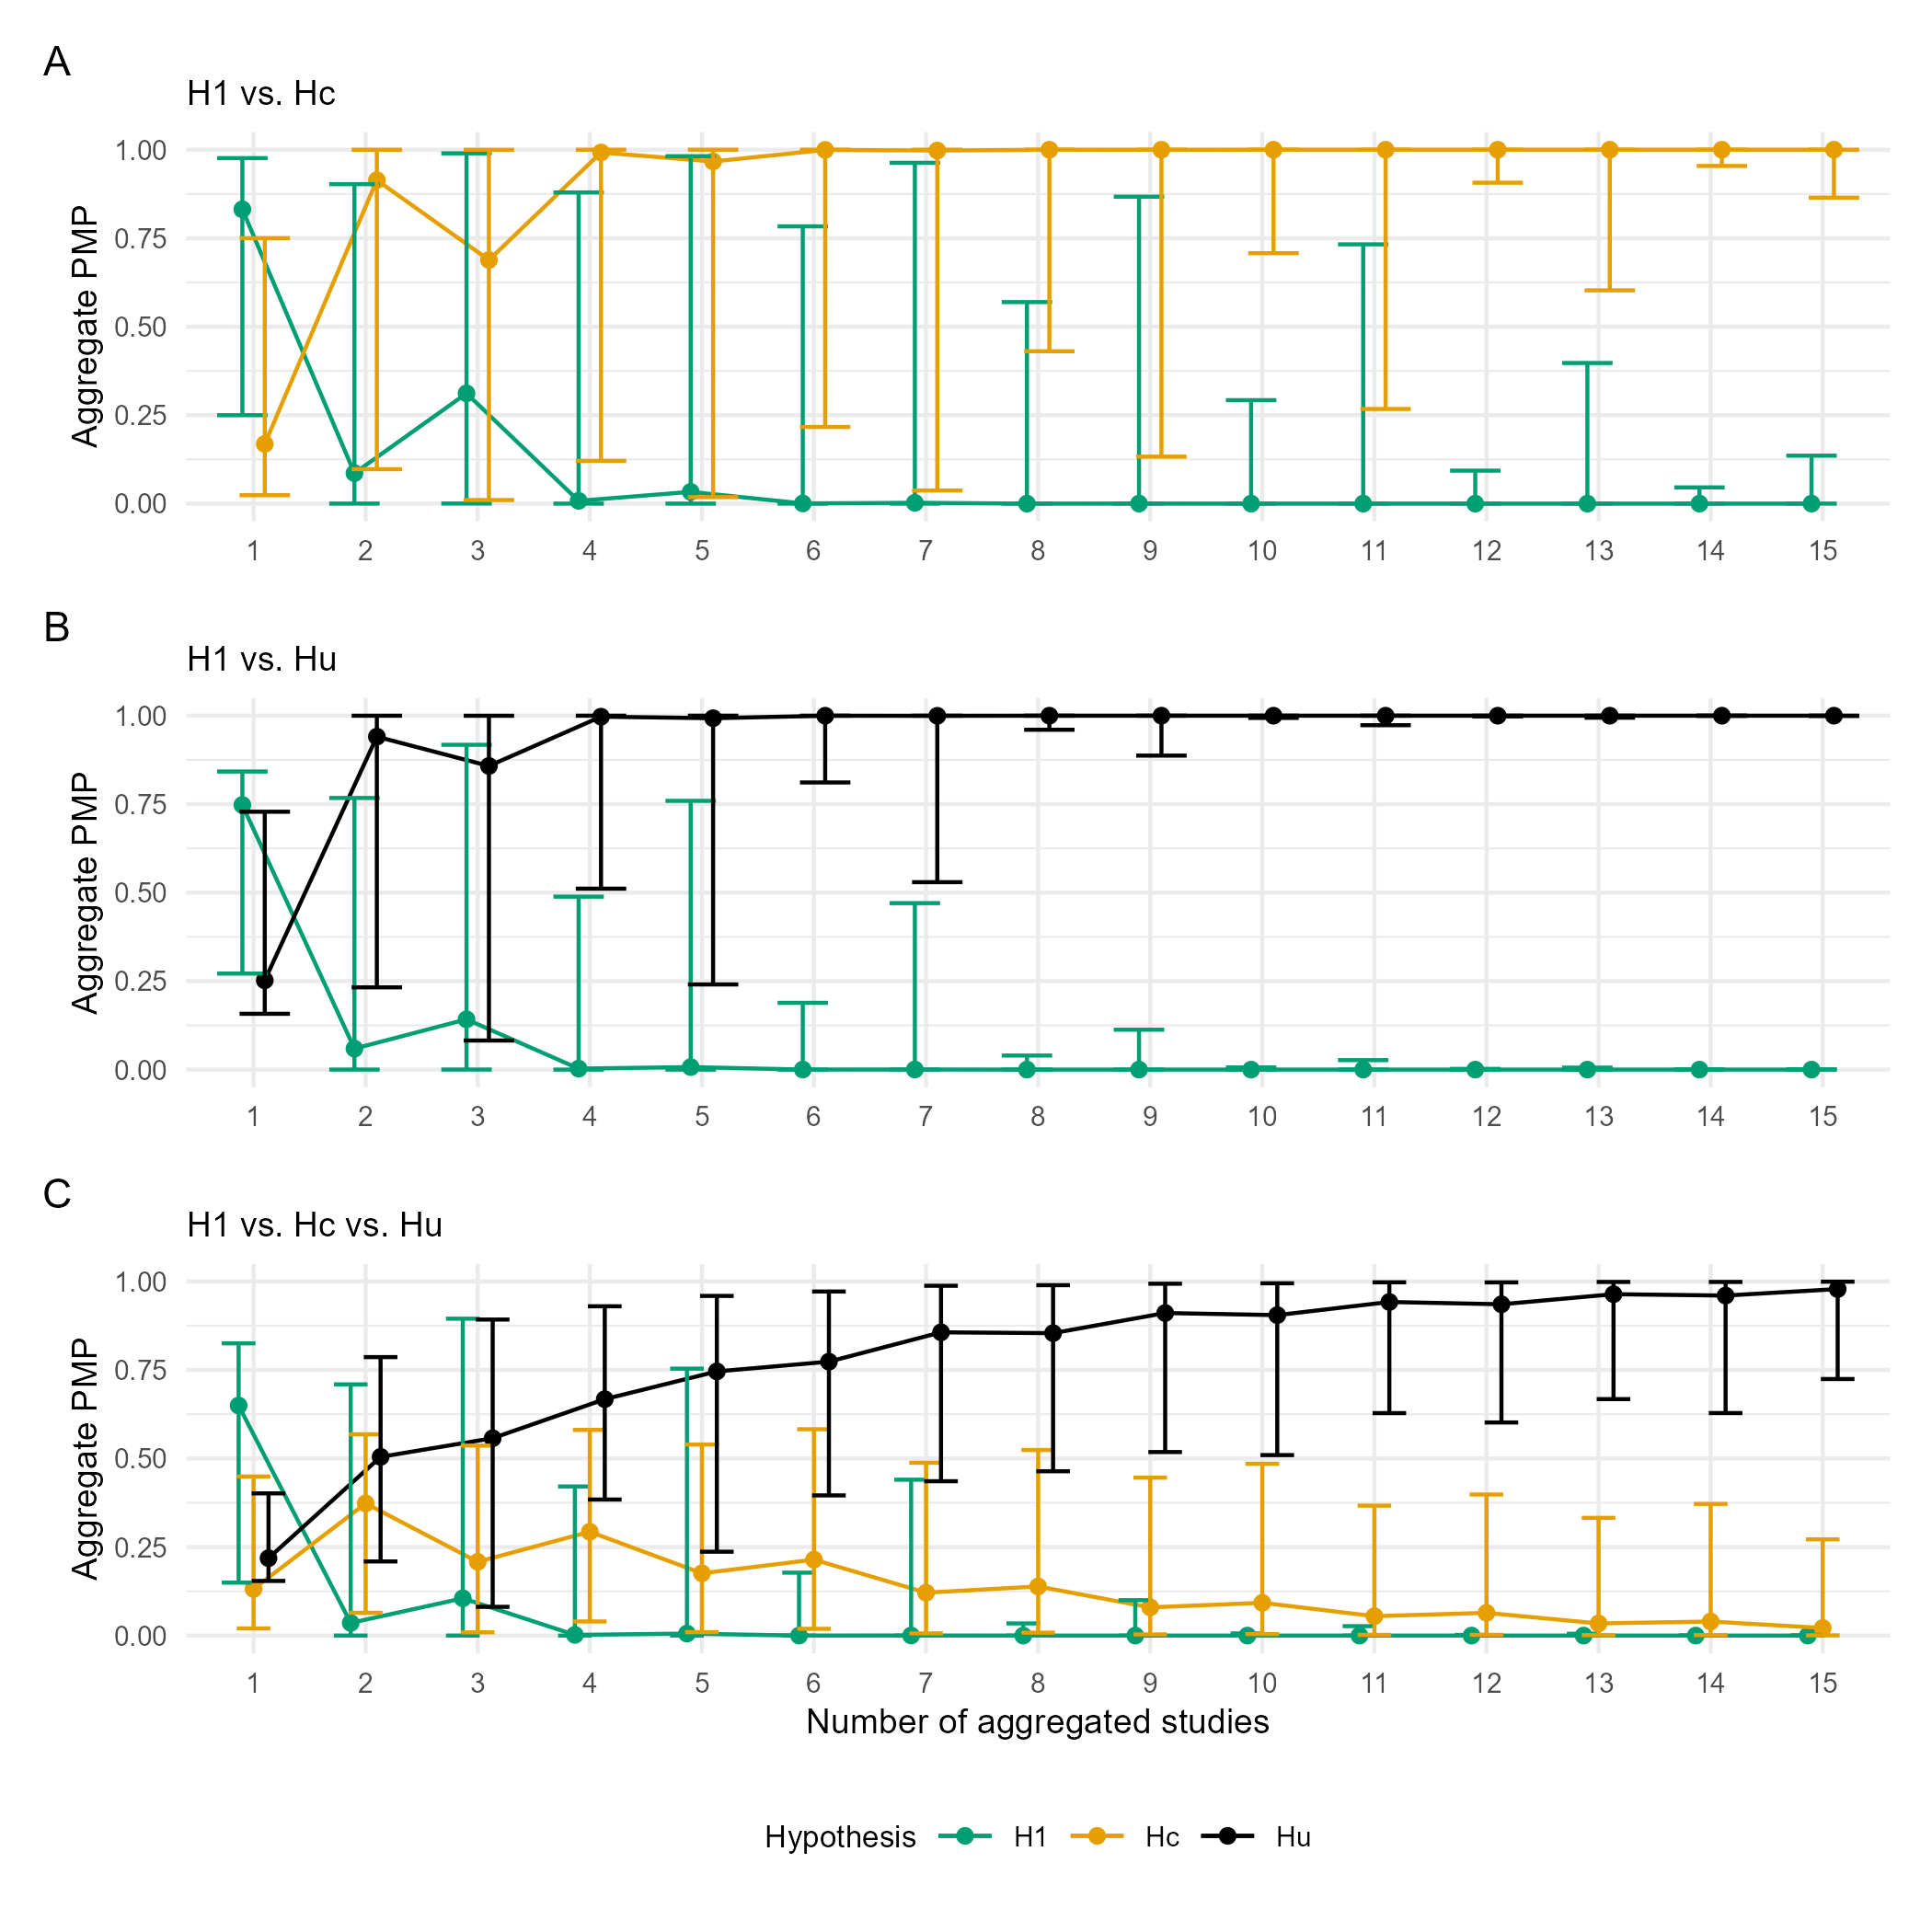 A
H1 vs. Hc
Aggregate PMP
1.00
0.75
0.50
0.25
0.00
1 2 3 4 5 6 7 8 9 10 11 12 13 14 15
B
H1 vs. Hu
Aggregate PMP
1.00
0.75
0.50
0.25
0.00
1 2 3 4 5 6 7 8 9 10 11 12 13 14 15
C
H1 vs. Hc vs. Hu
Aggregate PMP
1.00
0.75
0.50
0.25
0.00
1 2 3 4 5 6 7 8 9 10 11 12 13 14 15
Number of aggregated studies
Hypothesis H1 Hc Hu